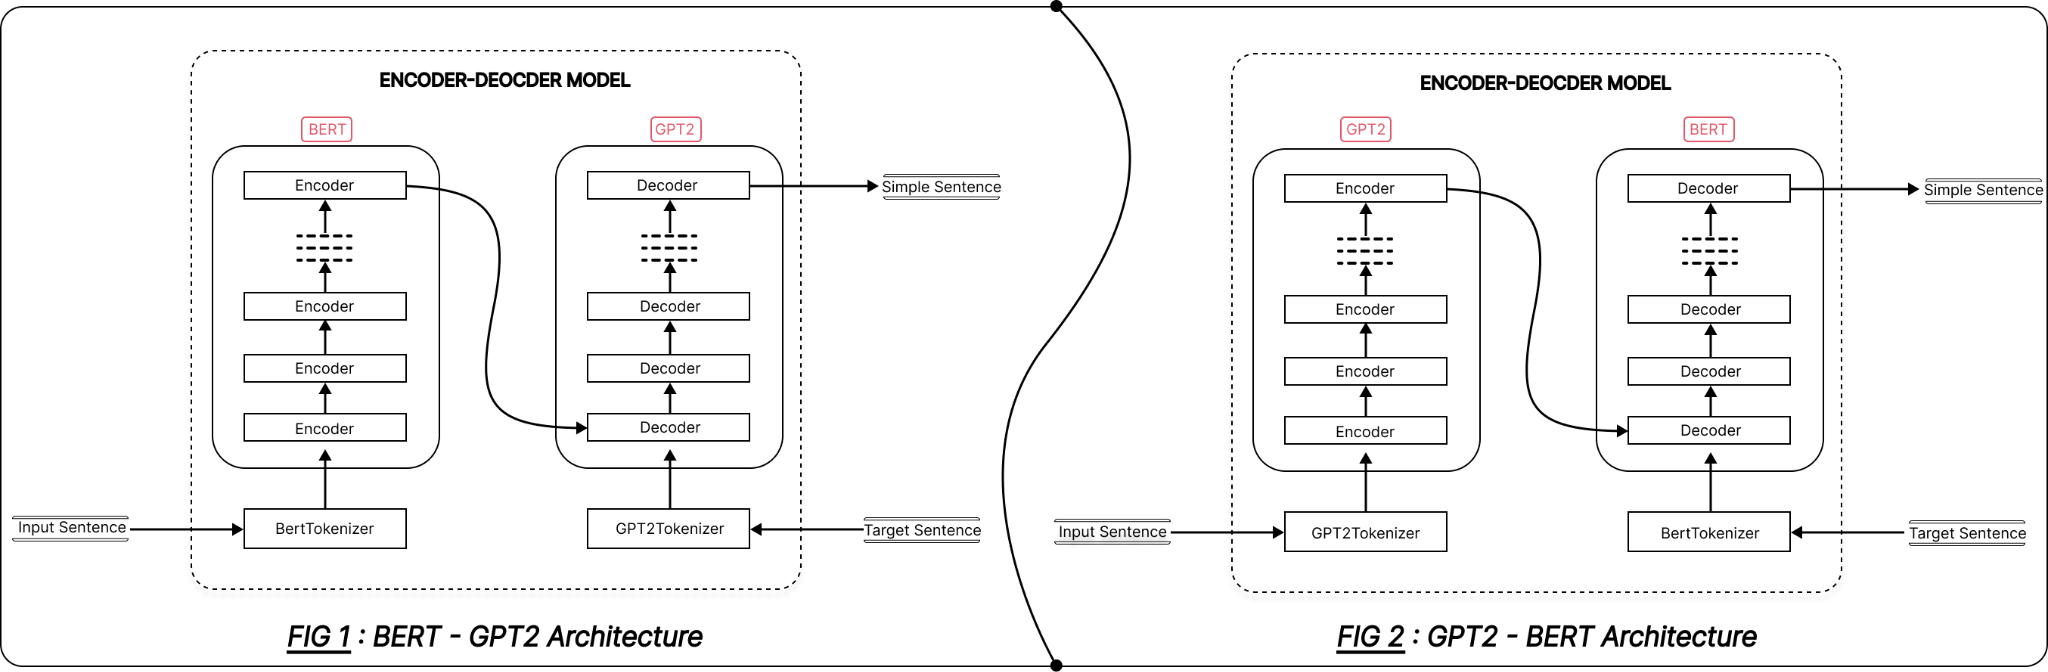 ENCODER-DEOCDER MODEL
BERT
GPT2
Encoder
Decoder
Simple Sentence
Encoder
Decoder
Encoder
Decoder
Encoder
Decoder
Input Sentence
BertTokenizer
GPT2Tokenizer
Target Sentence
FIG 1 : BERT - GPT2 Architecture
ENCODER-DEOCDER MODEL
GPT2
BERT
Encoder
Decoder
Simple Sentence
Encoder
Decoder
Encoder
Decoder
Encoder
Decoder
Input Sentence
GPT2Tokenizer
BertTokenizer
Target Sentence
FIG 2 : GPT2 - BERT Architecture